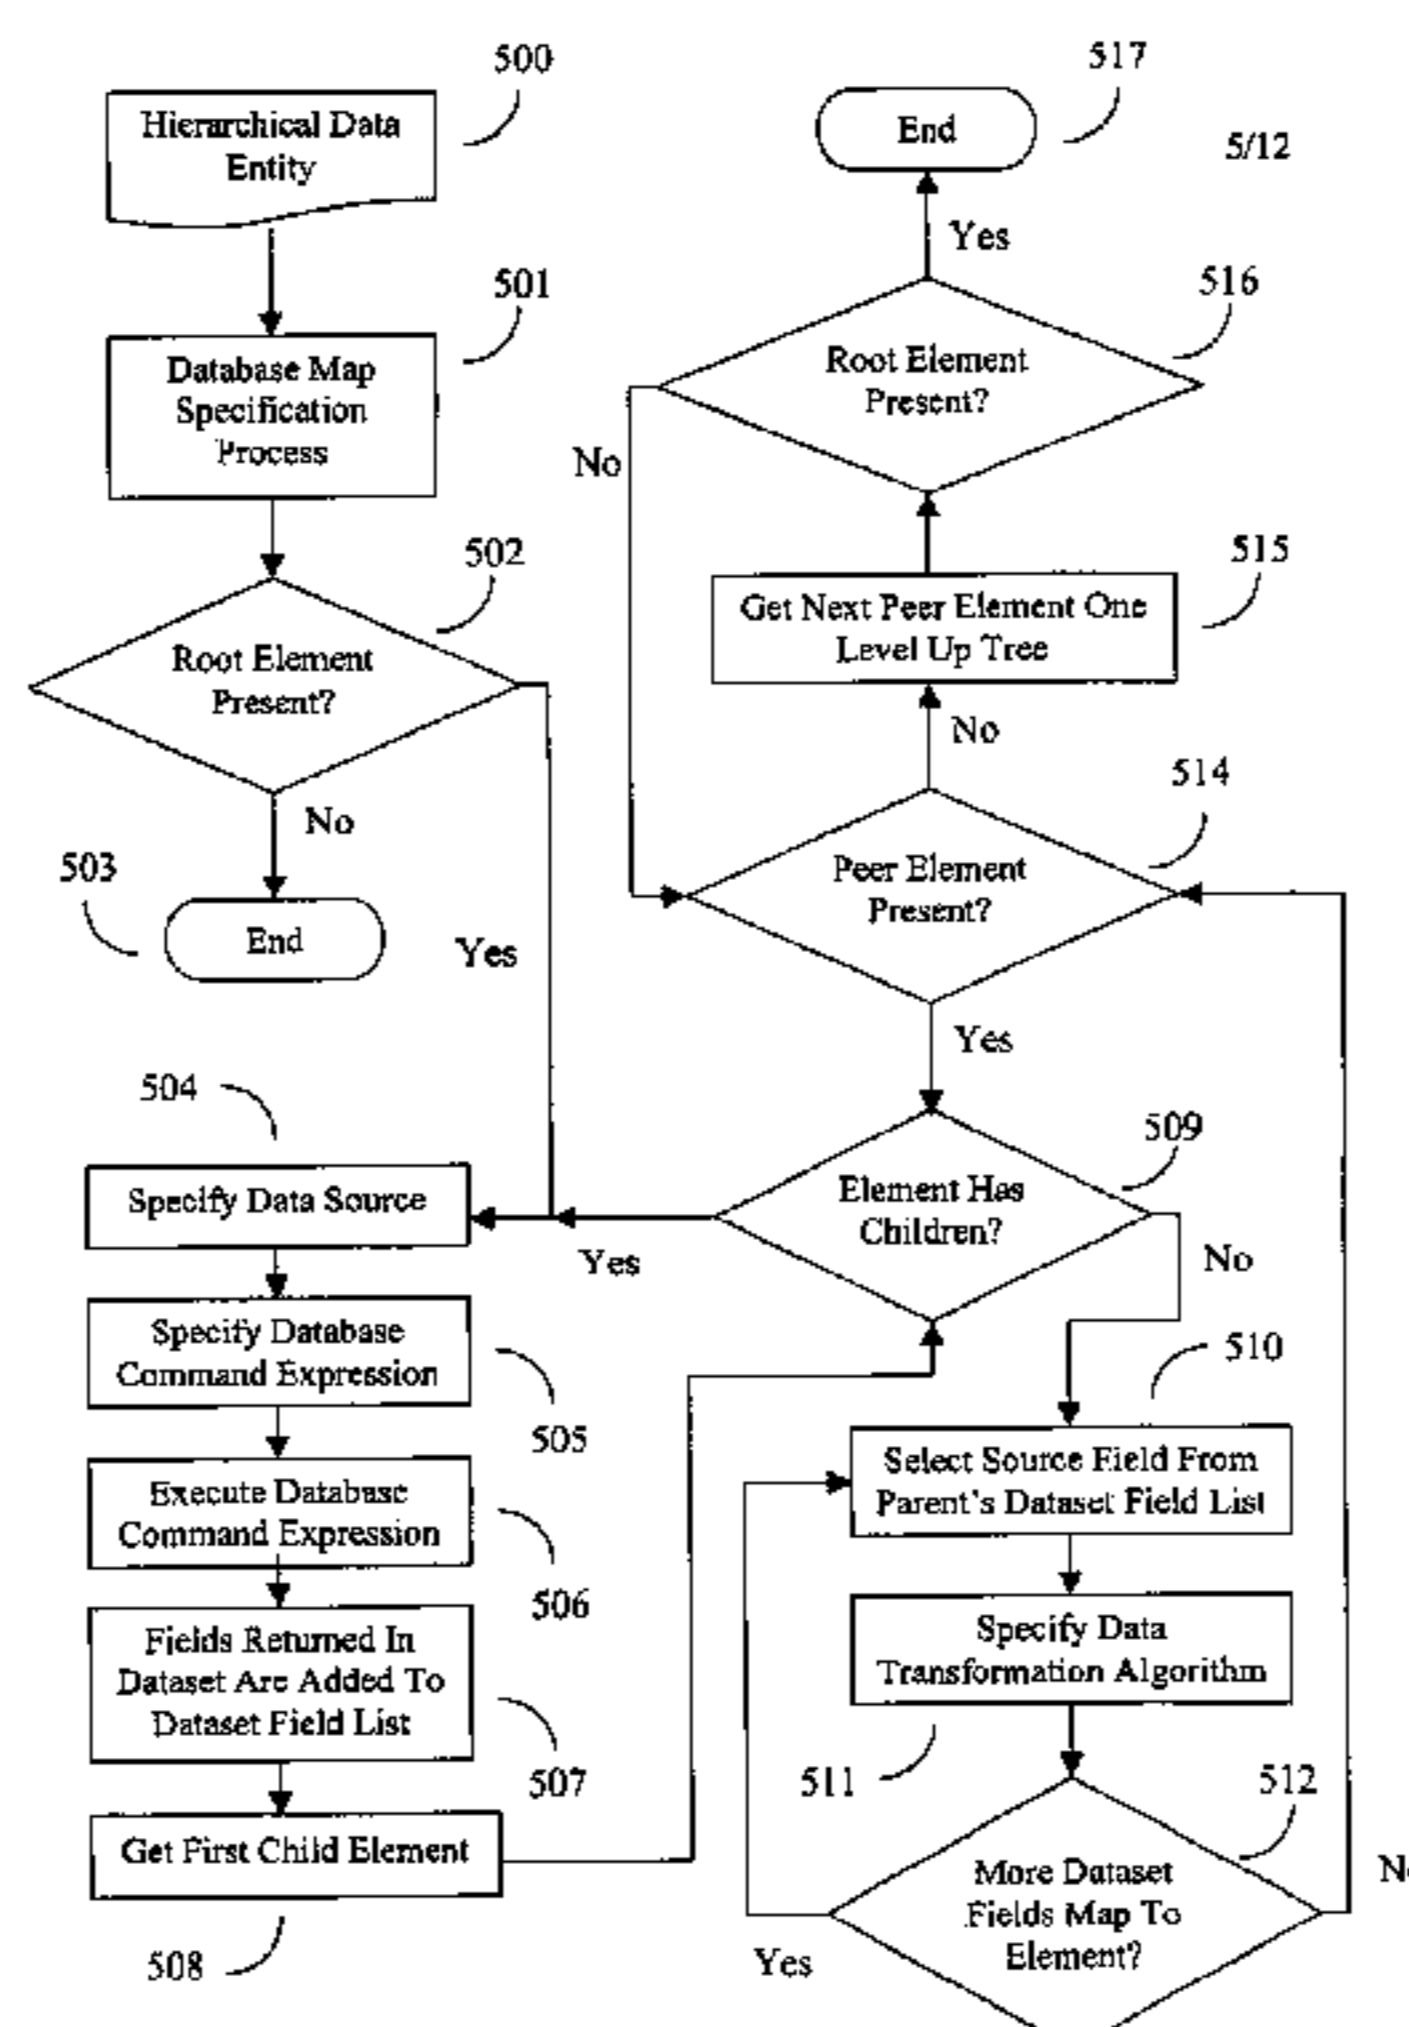 500
Hierarchical Data
Entity
501
Database Map
Specification
Process
502
Root Element
Present?
No
503
End
Yes
504
Specify Data Source
Specify Database
Command Expression
505
Execute Database
Command Expression
506
Fields Returned In
Dataset Are Added To
Dataset Field List
507
Get First Child Element
508
517
End
5/12
Yes
516
Root Element
Present?
No
515
Get Next Peer Element One
Level Up Tree
No
514
Peer Element
Present?
Yes
509
Element Has
Children?
Yes
No
510
Select Source Field From
Parent's Dataset Field List
Specify Data
Transformation Algorithm
511
512
More Dataset
Fields Map To
Element?
Yes